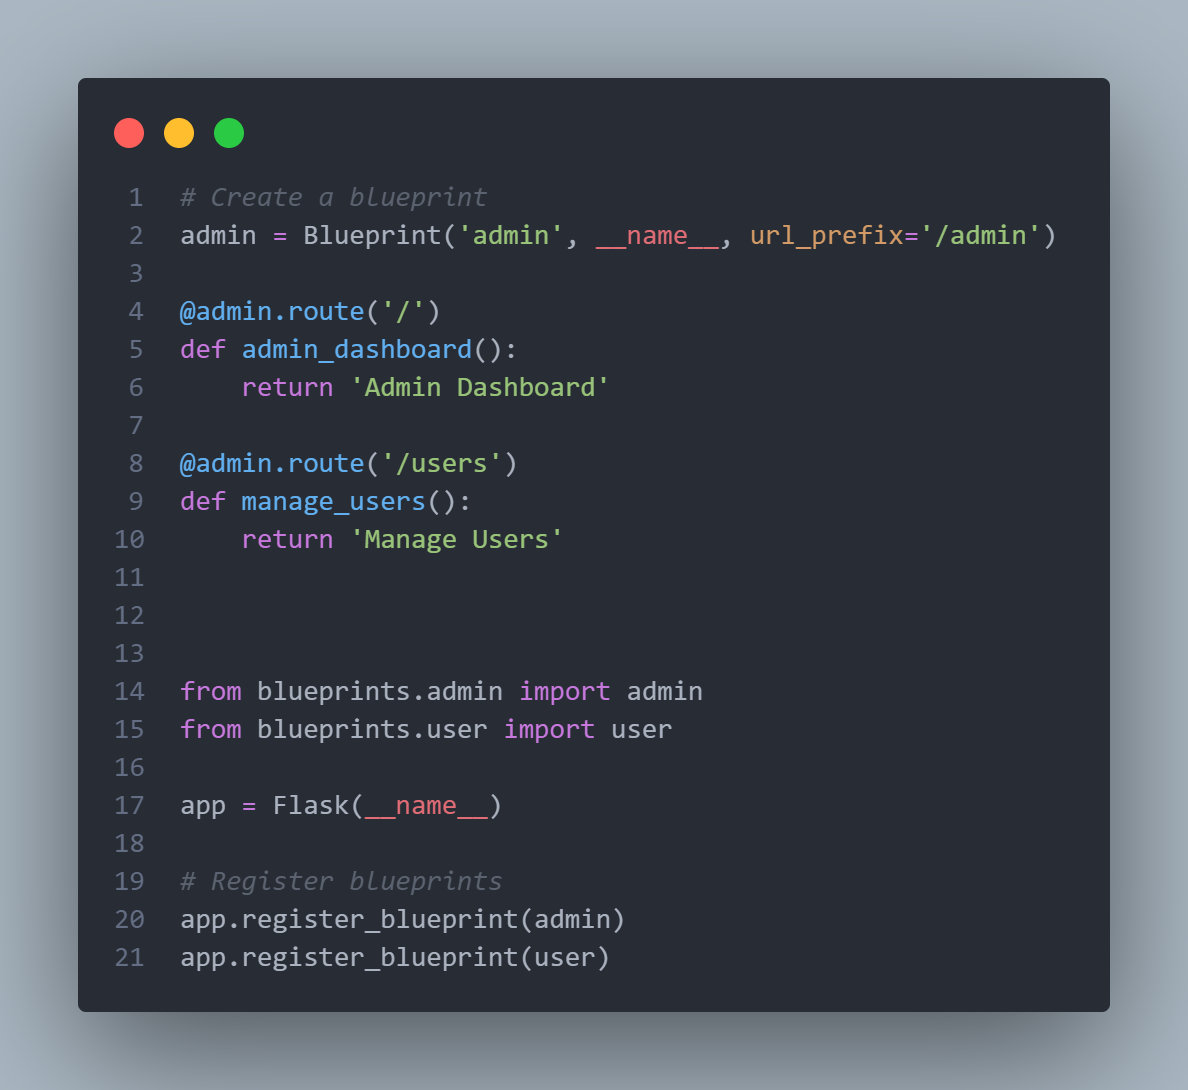 1 # Create a blueprint
2 admin = Blueprint('admin', __name__, url_prefix='/admin')
3
4 @admin.route('/')
5 def admin_dashboard():
6     return 'Admin Dashboard'
7
8 @admin.route('/users')
9 def manage_users():
10     return 'Manage Users'
11
12
13
14 from blueprints.admin import admin
15 from blueprints.user import user
16
17 app = Flask(__name__)
18
19 # Register blueprints
20 app.register_blueprint(admin)
21 app.register_blueprint(user)